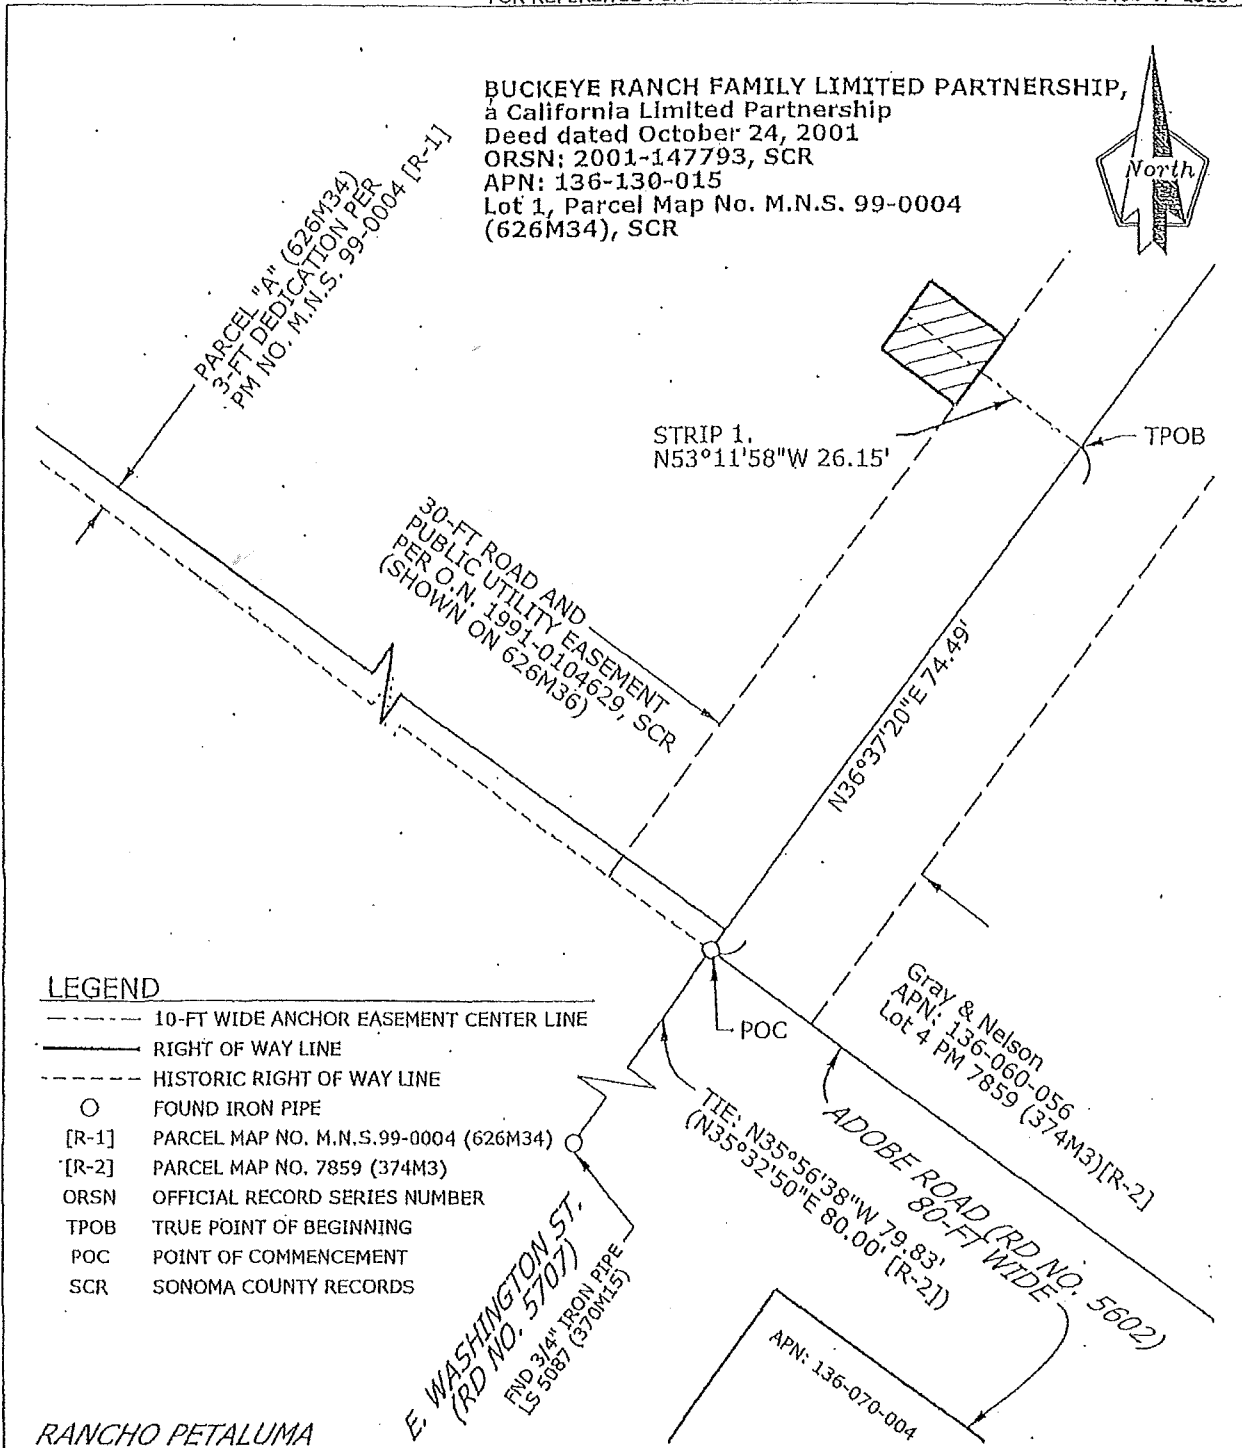 BUCKEYE RANCH FAMILY LIMITED PARTNERSHIP,
a California Limited Partnership
Deed dated October 24, 2001
ORSN: 2001-147793, SCR
APN: 136-130-015
Lot 1, Parcel Map No. M.N.S. 99-0004
(626M34), SCR
North
PARCEL "A" (626M34)
3-FT DEDICATION PER
PM NO. M.N.S. 99-0004 [R-1]
STRIP 1.
N53°11'58"W 26.15'
TPOB
30-FT ROAD AND
PUBLIC UTILITY EASEMENT
PER O.N. 1991-0104629, SCR
(SHOWN ON 626M36)
N36°37'20"E 74.49'
Gray & Nelson
APN: 136-060-056
Lot 4 PM 7859 (374M3)[R-2]
POC
TIE: N35°56'38"W 79.83'
(N35°32'50"E 80.00' [R-2])
ADOBE ROAD (RD NO. 5602)
80-FT WIDE
LEGEND
10-FT WIDE ANCHOR EASEMENT CENTER LINE
RIGHT OF WAY LINE
HISTORIC RIGHT OF WAY LINE
FOUND IRON PIPE
[R-1] PARCEL MAP NO. M.N.S.99-0004 (626M34)
[R-2] PARCEL MAP NO. 7859 (374M3)
ORSN OFFICIAL RECORD SERIES NUMBER
TPOB TRUE POINT OF BEGINNING
POC POINT OF COMMENCEMENT
SCR SONOMA COUNTY RECORDS
E. WASHINGTON ST.
(RD NO. 5707)
FND 3/4" IRON PIPE
LS 5087 (370M15)
APN: 136-070-004
RANCHO PETALUMA